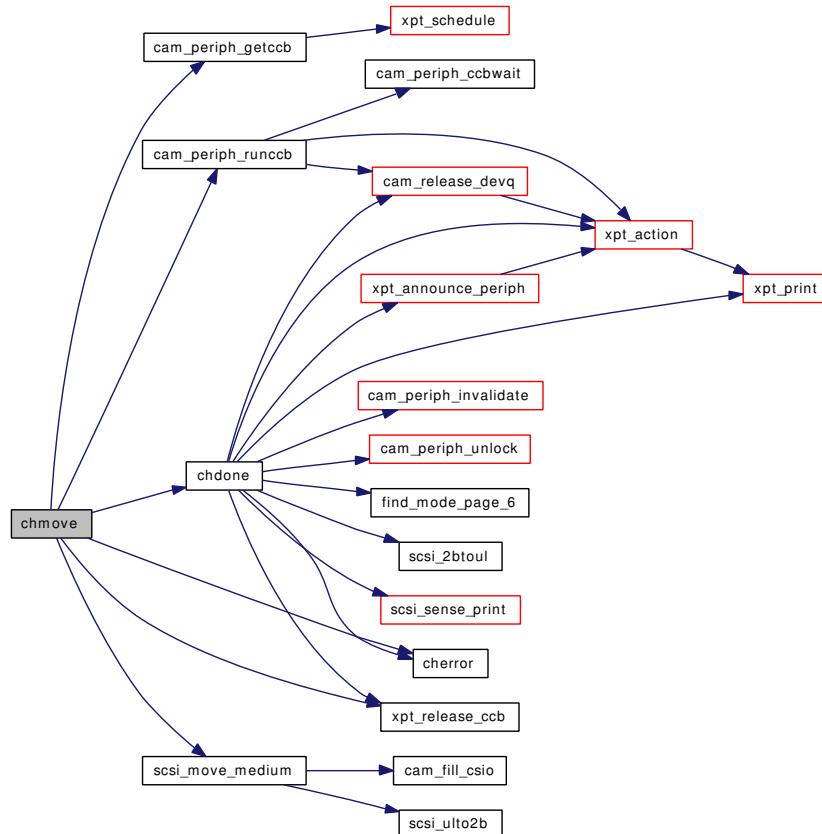 xpt_schedule
cam_periph_getccb
cam_periph_ccbwait
cam_periph_runccb
cam_release_devq
xpt_action
xpt_announce_periph
xpt_print
cam_periph_invalidate
cam_periph_unlock
chdone
find_mode_page_6
chmove
scsi_2btoul
scsi_sense_print
cherror
xpt_release_ccb
scsi_move_medium
cam_fill_csio
scsi_ulto2b